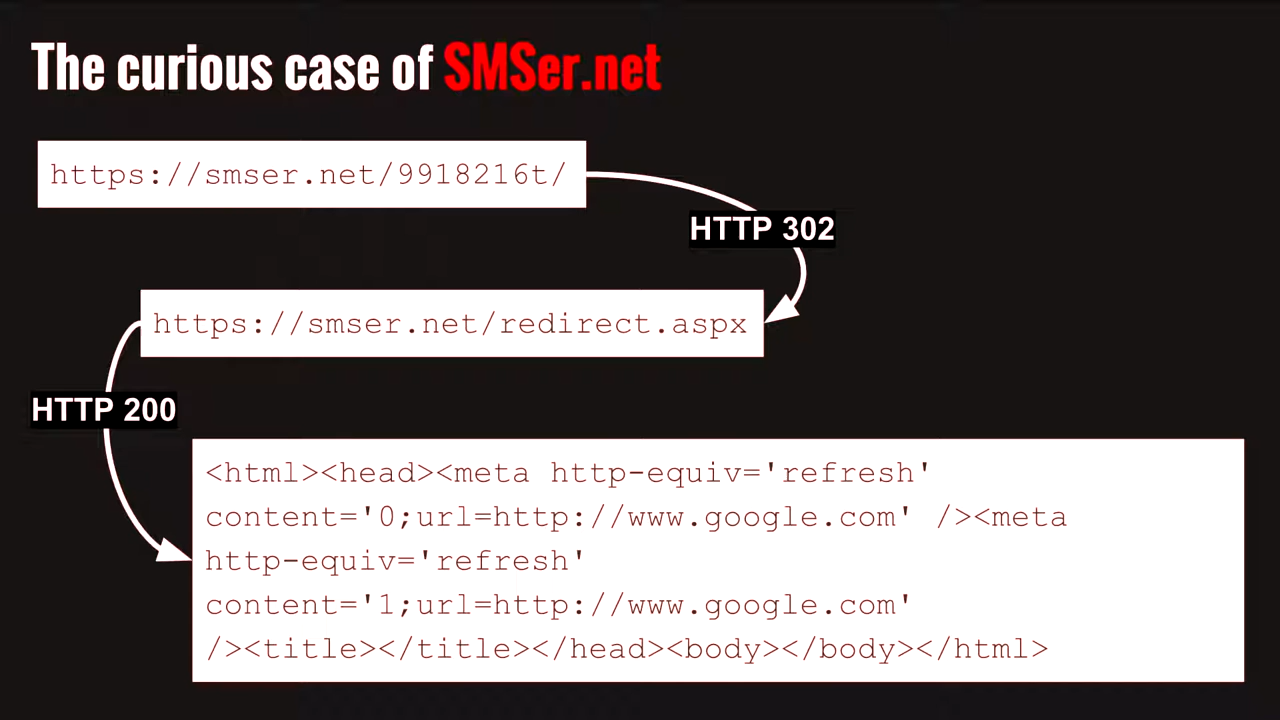 The curious case of SMSer.net
https://smser.net/9918216t/
HTTP 302
https://smser.net/redirect.aspx
HTTP 200
<html><head><meta http-equiv='refresh'
content='0;url=http://www.google.com' /><meta
http-equiv='refresh'
content='1;url=http://www.google.com'
/><title></title></head><body></body></html>